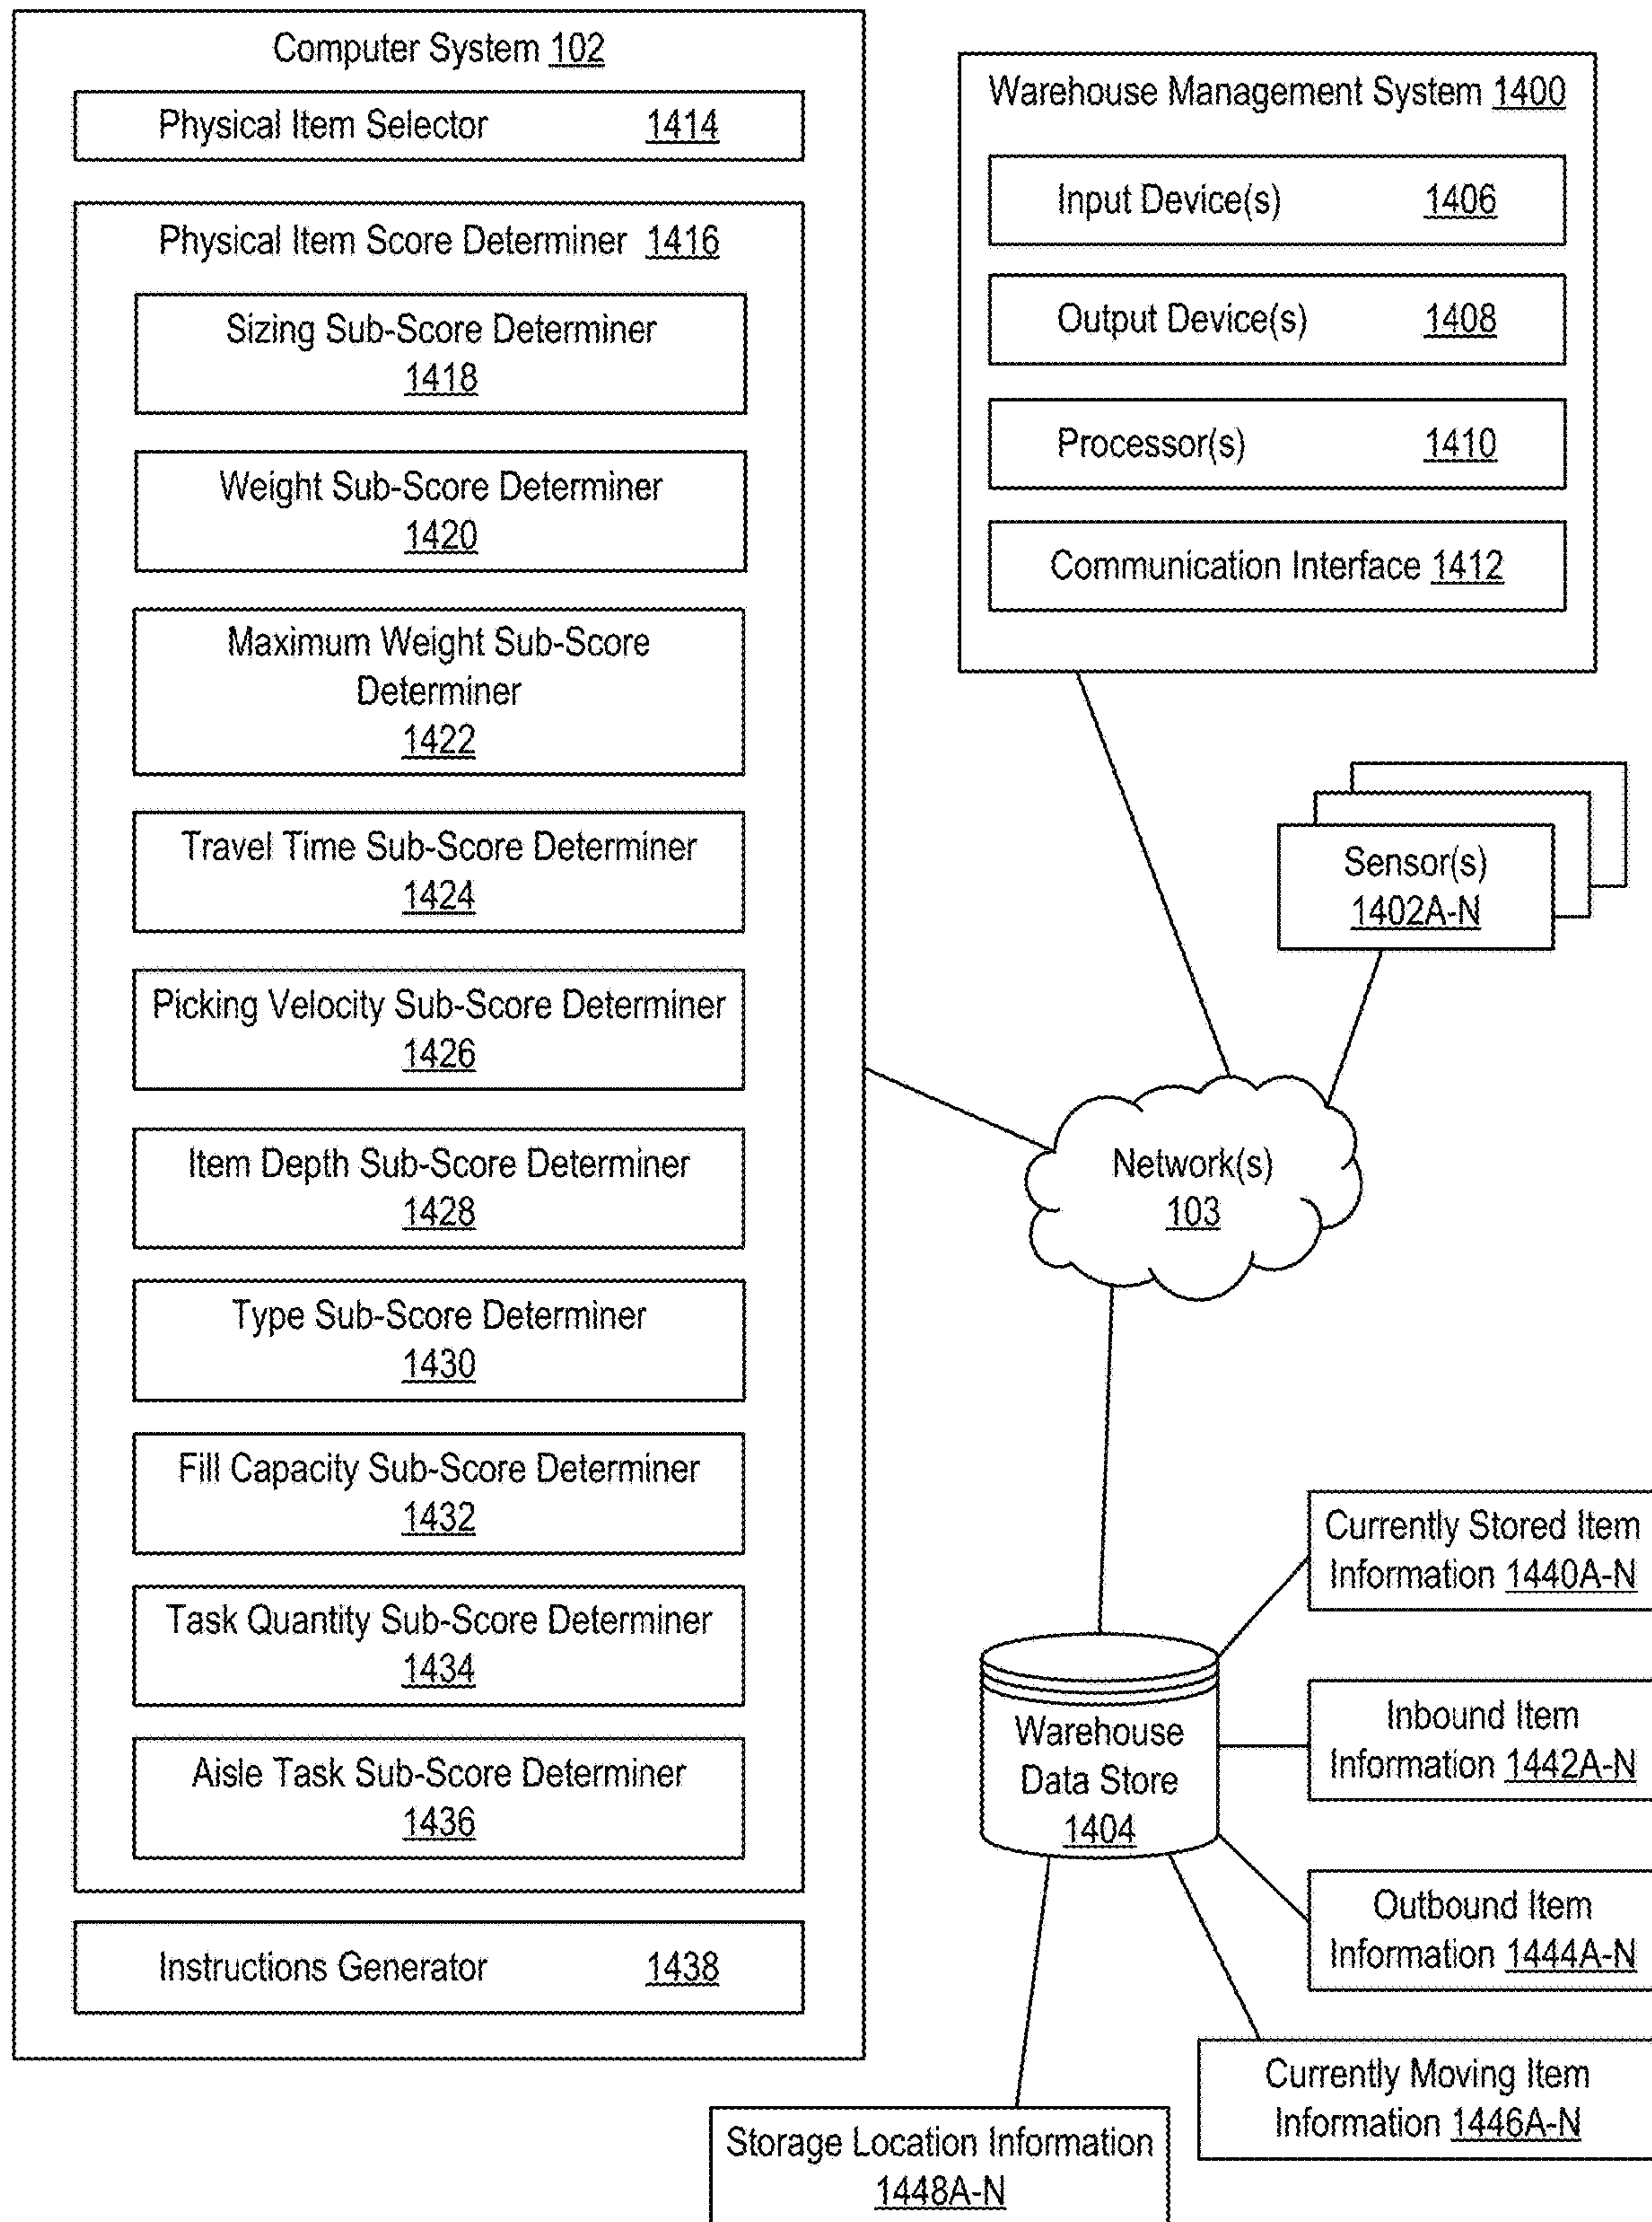 Computer System 102
Physical Item Selector 1414
Physical Item Score Determiner 1416
Sizing Sub-Score Determiner
1418
Weight Sub-Score Determiner
1420
Maximum Weight Sub-Score
Determiner
1422
Travel Time Sub-Score Determiner
1424
Picking Velocity Sub-Score Determiner
1426
Item Depth Sub-Score Determiner
1428
Type Sub-Score Determiner
1430
Fill Capacity Sub-Score Determiner
1432
Task Quantity Sub-Score Determiner
1434
Aisle Task Sub-Score Determiner
1436
Instructions Generator 1438
Warehouse Management System 1400
Input Device(s) 1406
Output Device(s) 1408
Processor(s) 1410
Communication Interface 1412
Sensor(s)
1402A-N
Network(s)
103
Warehouse
Data Store
1404
Currently Stored Item
Information 1440A-N
Inbound Item
Information 1442A-N
Outbound Item
Information 1444A-N
Currently Moving Item
Information 1446A-N
Storage Location Information
1448A-N